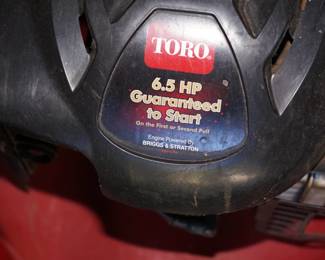 TORO
6.5 HP
Guaranteed
to Start
On the First or Second Pull
Engine Powered By
BRIGGS & STRATTON